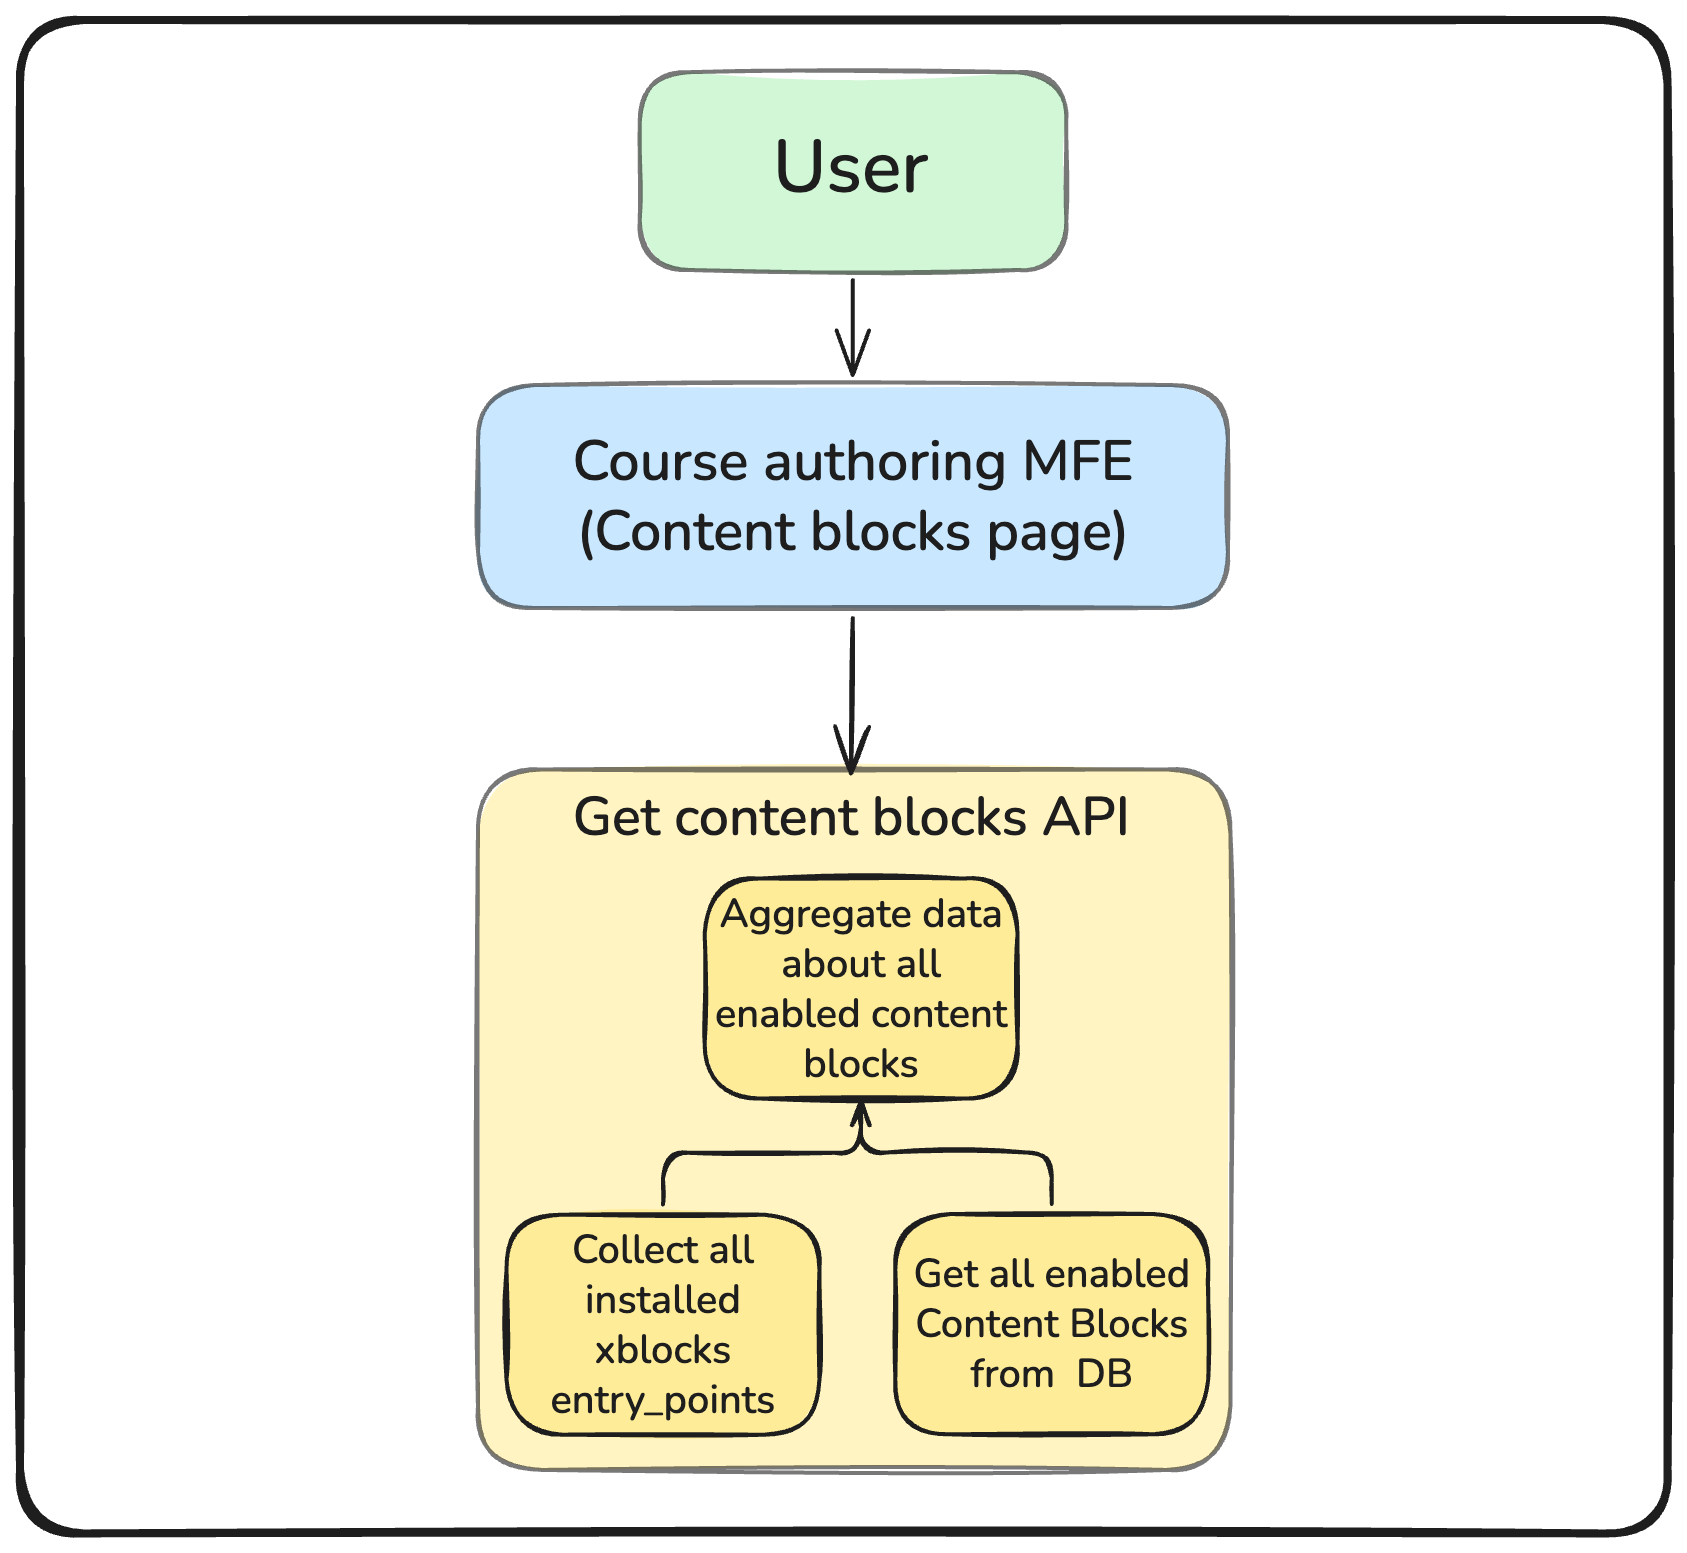 User
Course authoring MFE
(Content blocks page)
Get content blocks API
Aggregate data
about all
enabled content
blocks
Collect all
installed
xblocks
entry_points
Get all enabled
Content Blocks
from  DB